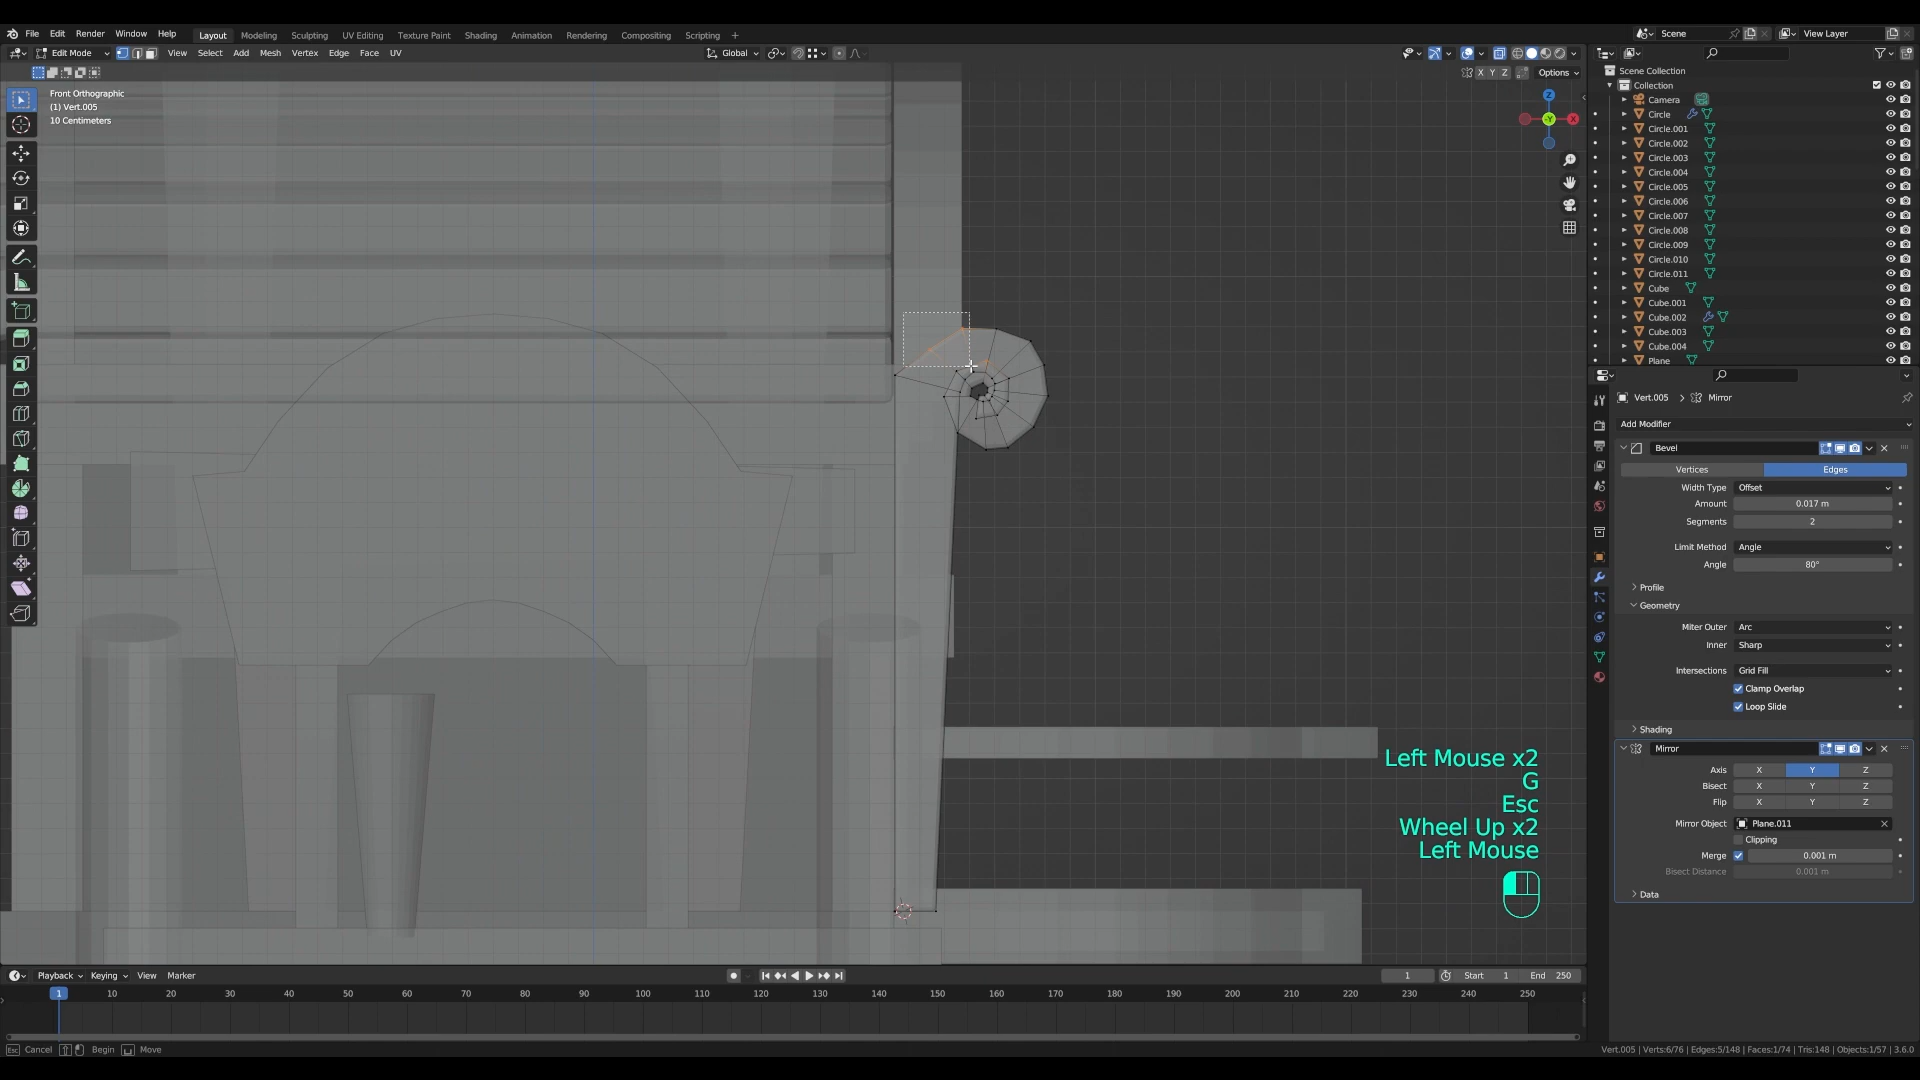 File Edit Render Window Help Layout Modeling Sculpting UV Editing Texture Paint Shading Animation Rendering Compositing Scripting + Scene View Layer
Edit Mode View Select Add Mesh Vertex Edge Face UV Global
X Y Z Options
Front Orthographic
(1) Vert.005
10 Centimeters
Z
Y
X
Scene Collection
Collection
Camera
Circle
Circle.001
Circle.002
Circle.003
Circle.004
Circle.005
Circle.006
Circle.007
Circle.008
Circle.009
Circle.010
Circle.011
Cube
Cube.001
Cube.002
Cube.003
Cube.004
Plane
Vert.005 > Mirror
Add Modifier
Bevel
Vertices Edges
Width Type Offset
Amount 0.017 m
Segments 2
Limit Method Angle
Angle 80°
Profile
Geometry
Miter Outer Arc
Inner Sharp
Intersections Grid Fill
Clamp Overlap
Loop Slide
Shading
Mirror
Axis X Y Z
Bisect X Y Z
Flip X Y Z
Mirror Object Plane.011
Clipping
Merge 0.001 m
Bisect Distance 0.001 m
Data
Left Mouse x2
G
Esc
Wheel Up x2
Left Mouse
Playback Keying View Marker 1 Start 1 End 250
1 10 20 30 40 50 60 70 80 90 100 110 120 130 140 150 160 170 180 190 200 210 220 230 240 250
Esc Cancel Begin Move Vert.005 | Verts:6/76 | Edges:5/148 | Faces:1/74 | Tris:148 | Objects:1/57 | 3.6.0